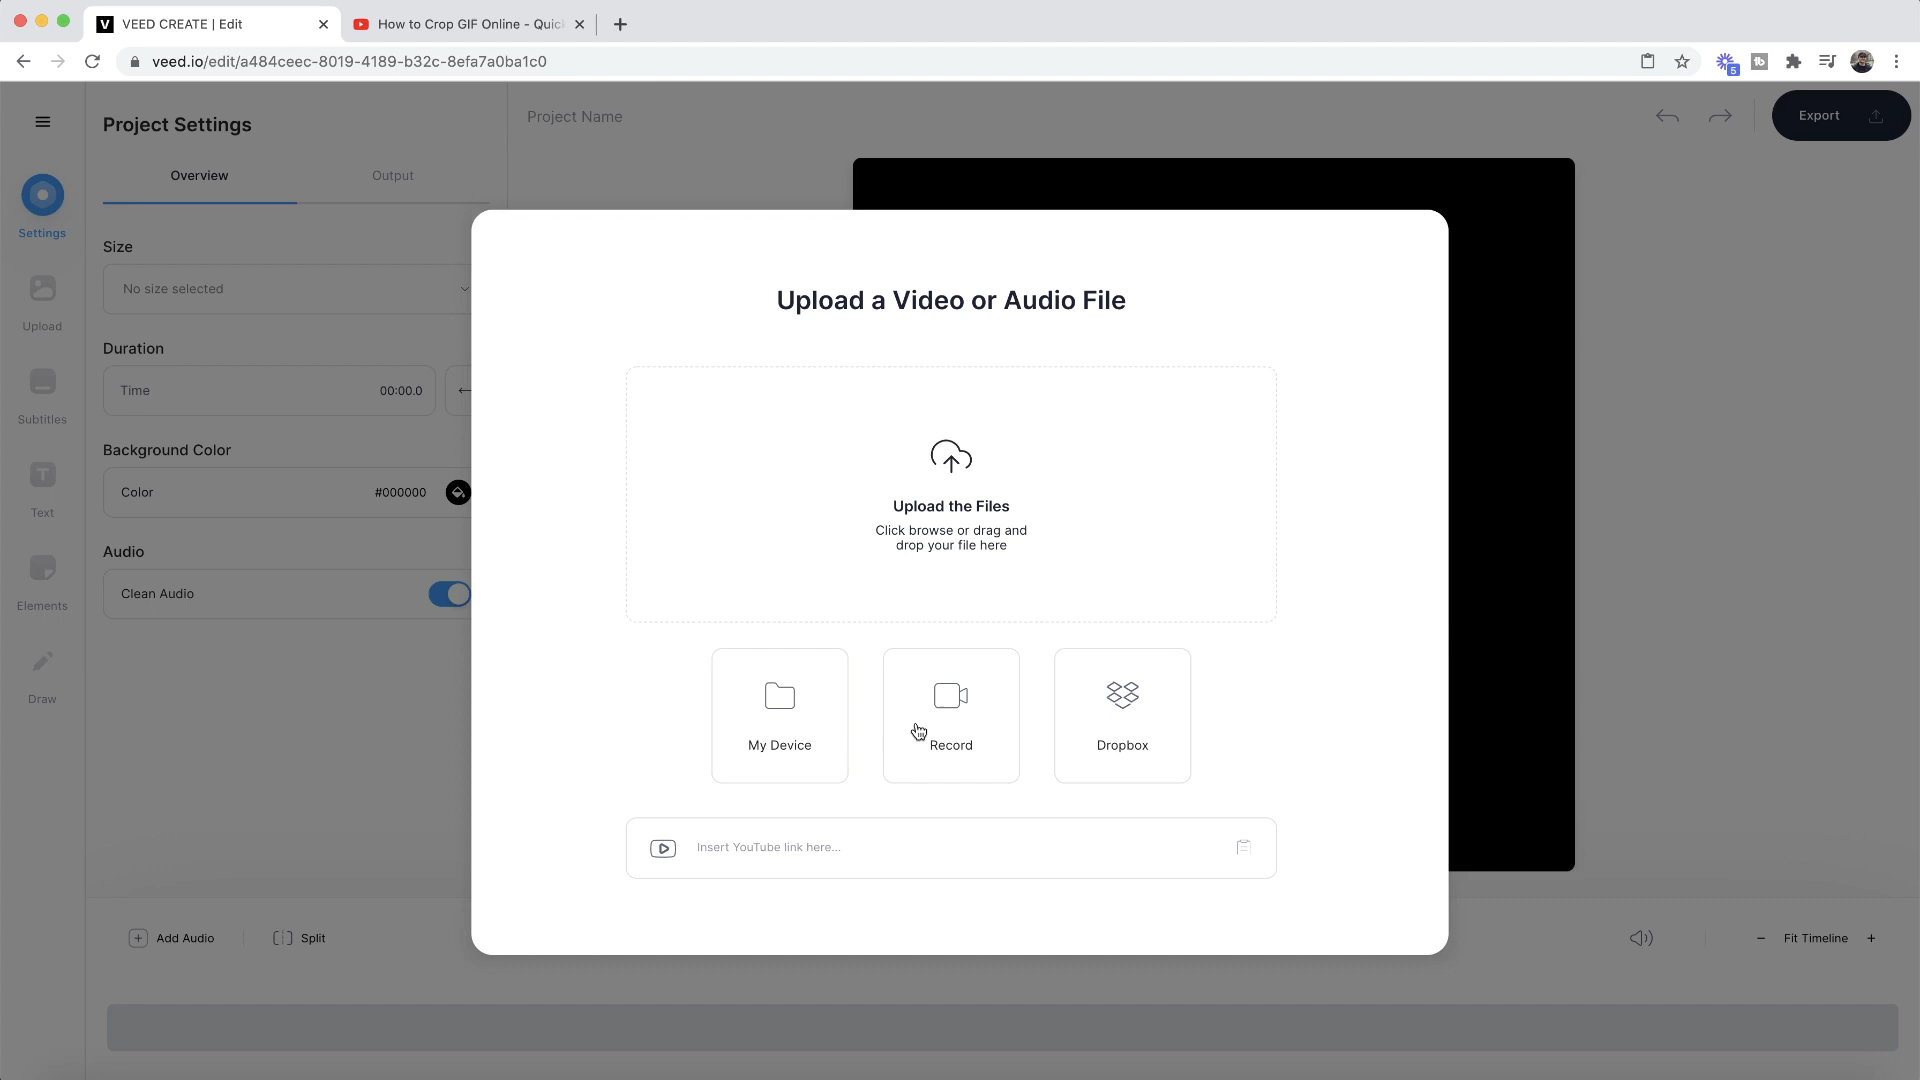 VEED CREATE | Edit
How to Crop GIF Online - Quic
veed.io/edit/a484ceec-8019-4189-b32c-8efa7a0ba1c0
5
Project Settings
Project Name
Export
Overview
Output
Settings
Size
No size selected
Upload
Duration
Time
00:00.0
Subtitles
Background Color
Color
#000000
Text
Audio
Clean Audio
Elements
Draw
Upload a Video or Audio File
Upload the Files
Click browse or drag and
drop your file here
My Device
Record
Dropbox
Insert YouTube link here...
Add Audio
Split
Fit Timeline